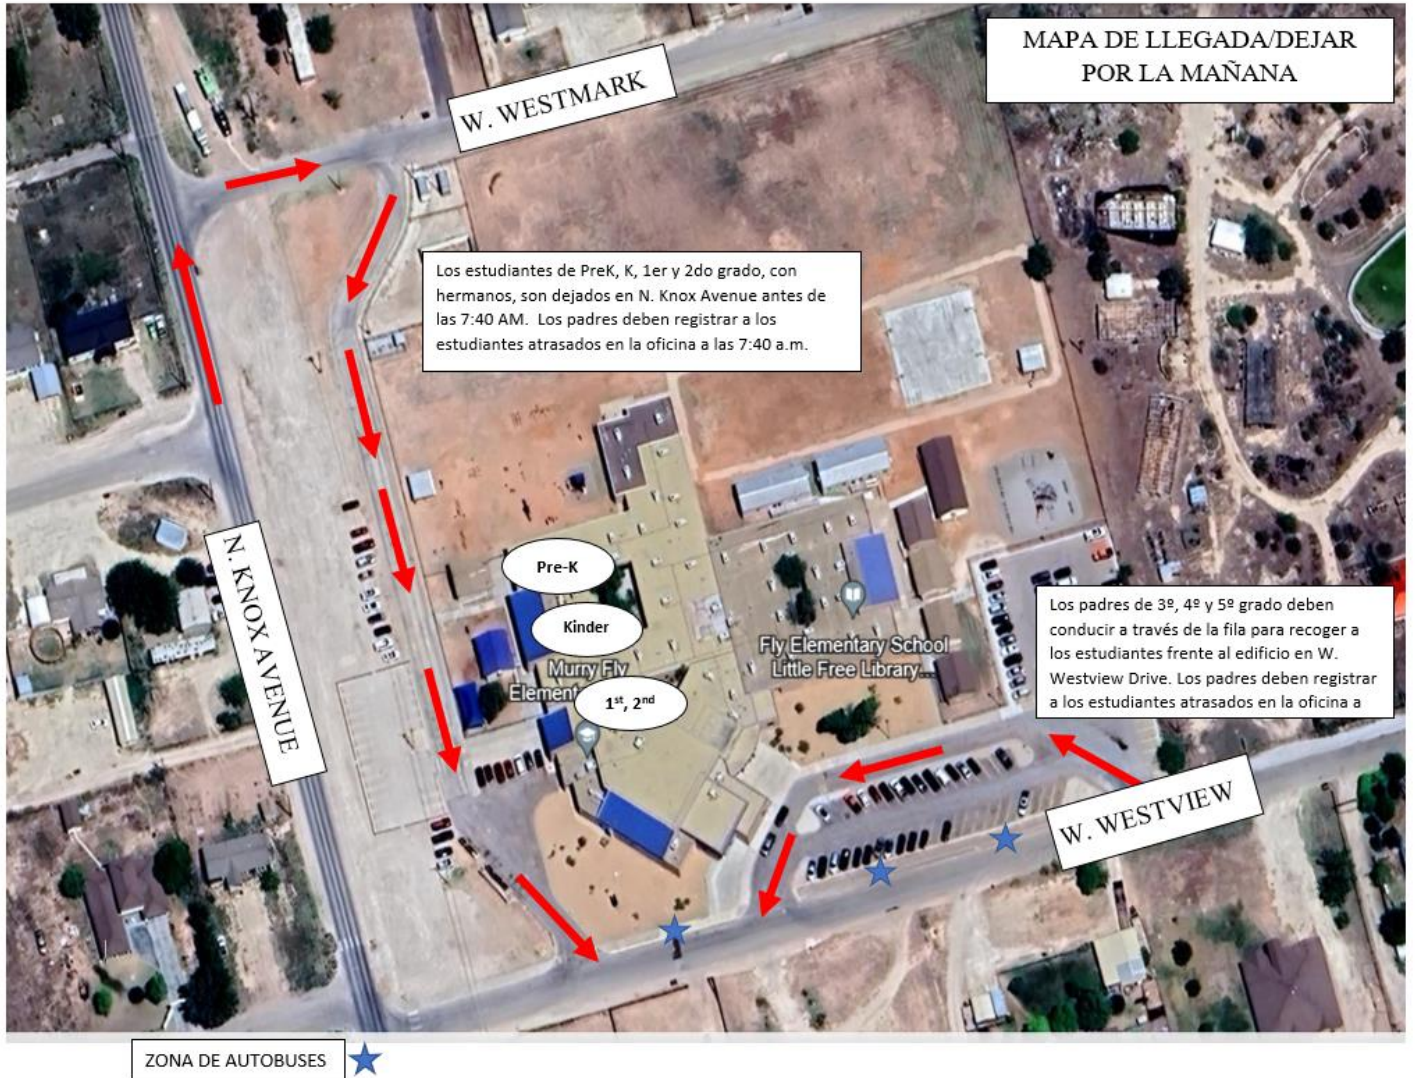 MAPA DE LLEGADA/DEJAR
POR LA MAÑANA
W. WESTMARK
Los estudiantes de PreK, K, 1er y 2do grado, con
hermanos, son dejados en N. Knox Avenue antes de
las 7:40 AM. Los padres deben registrar a los
estudiantes atrasados en la oficina a las 7:40 a.m.
N. KNOX AVENUE
Pre-K
Kinder
Murry Fly
Element
1st, 2nd
Fly Elementary School
Little Free Library...
Los padres de 3º, 4º y 5º grado deben
conducir a través de la fila para recoger a
los estudiantes frente al edificio en W.
Westview Drive. Los padres deben registrar
a los estudiantes atrasados en la oficina a
W. WESTVIEW
ZONA DE AUTOBUSES